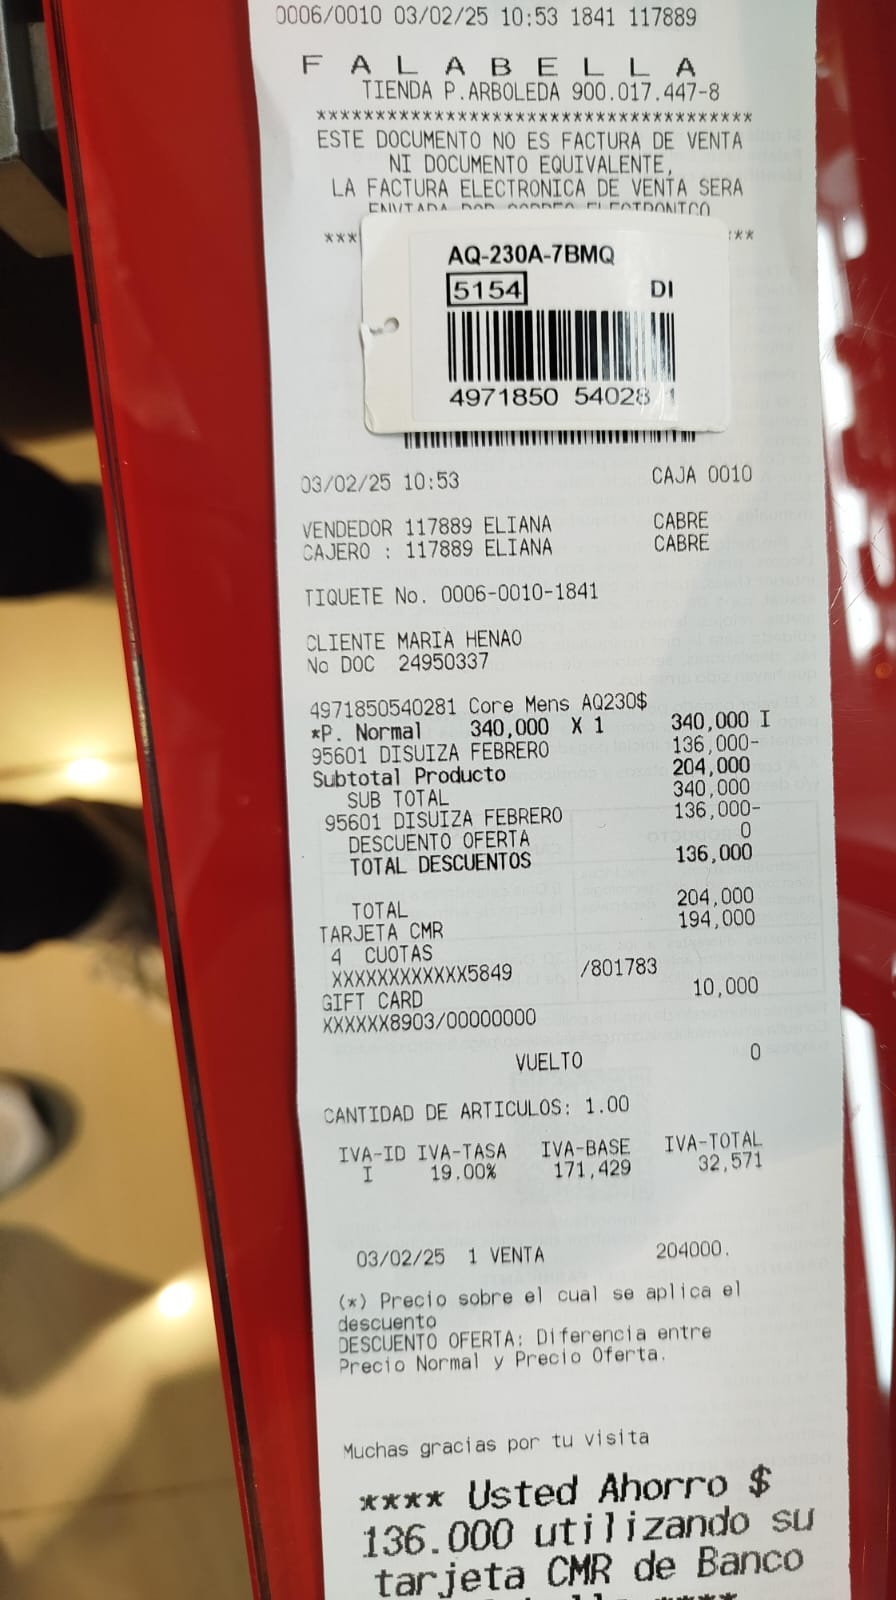 0006/0010 03/02/25 10:53 1841 117889
F A L A B E L L A
TIENDA P.ARBOLEDA 900.017.447-8
****************************************
ESTE DOCUMENTO NO ES FACTURA DE VENTA
NI DOCUMENTO EQUIVALENTE,
LA FACTURA ELECTRONICA DE VENTA SERA
ENVIADA POR CORREO ELECTRONICO
*** **
AQ-230A-7BMQ
5154 DI
4971850 54028 1
03/02/25 10:53 CAJA 0010
VENDEDOR 117889 ELIANA CABRE
CAJERO : 117889 ELIANA CABRE
TIQUETE No. 0006-0010-1841
CLIENTE MARIA HENAO
No DOC 24950337
4971850540281 Core Mens AQ230$
*P. Normal 340,000 X 1 340,000 I
95601 DISUIZA FEBRERO 136,000-
Subtotal Producto 204,000
SUB TOTAL 340,000
95601 DISUIZA FEBRERO 136,000-
DESCUENTO OFERTA 0
TOTAL DESCUENTOS 136,000
TOTAL 204,000
TARJETA CMR 194,000
4 CUOTAS
XXXXXXXXXXXX5849 /801783
GIFT CARD 10,000
XXXXXX8903/00000000
VUELTO 0
CANTIDAD DE ARTICULOS: 1.00
IVA-ID IVA-TASA IVA-BASE IVA-TOTAL
I 19.00% 171,429 32,571
03/02/25 1 VENTA 204000.
(*) Precio sobre el cual se aplica el
descuento
DESCUENTO OFERTA: Diferencia entre
Precio Normal y Precio Oferta.
Muchas gracias por tu visita
**** Usted Ahorro $
136.000 utilizando su
tarjeta CMR de Banco